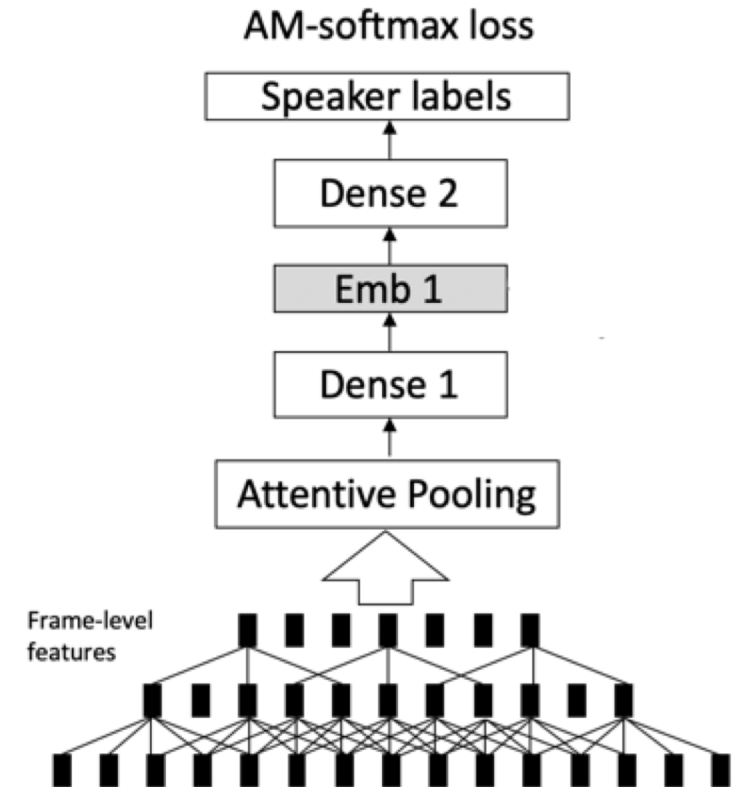 AM-softmax loss
Speaker labels
Dense 2
Emb 1
Dense 1
Attentive Pooling
Frame-level
features